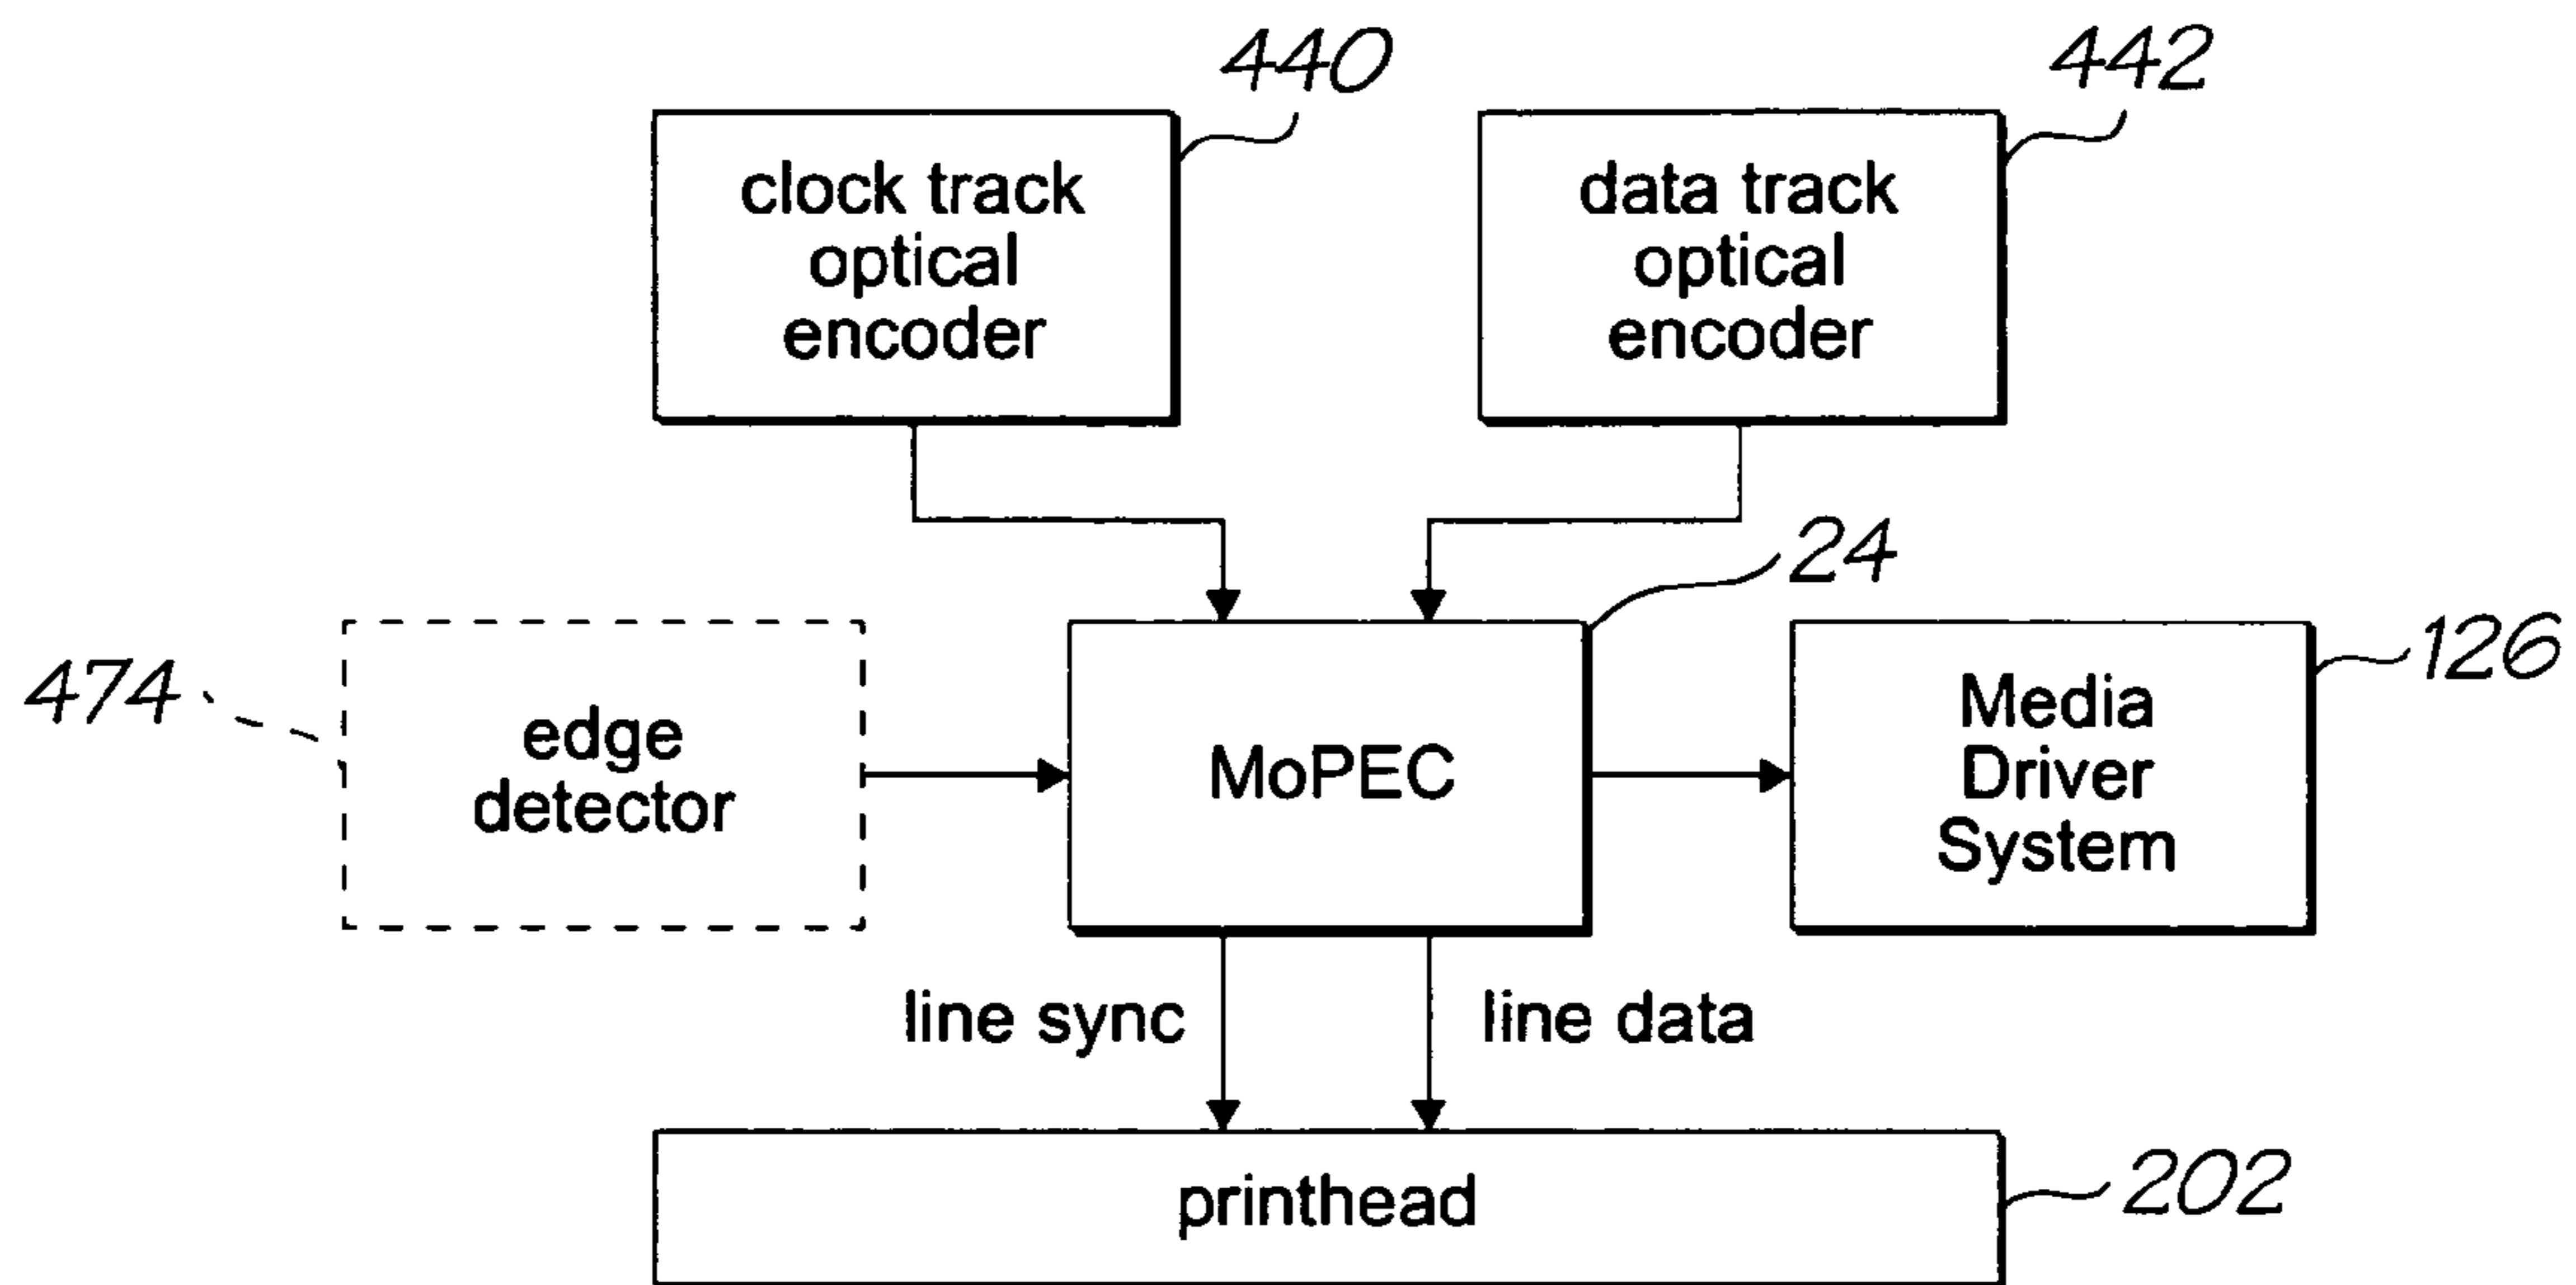 440
442
clock track
optical
encoder
data track
optical
encoder
24
126
474
edge
detector
MoPEC
Media
Driver
System
line sync
line data
printhead
202